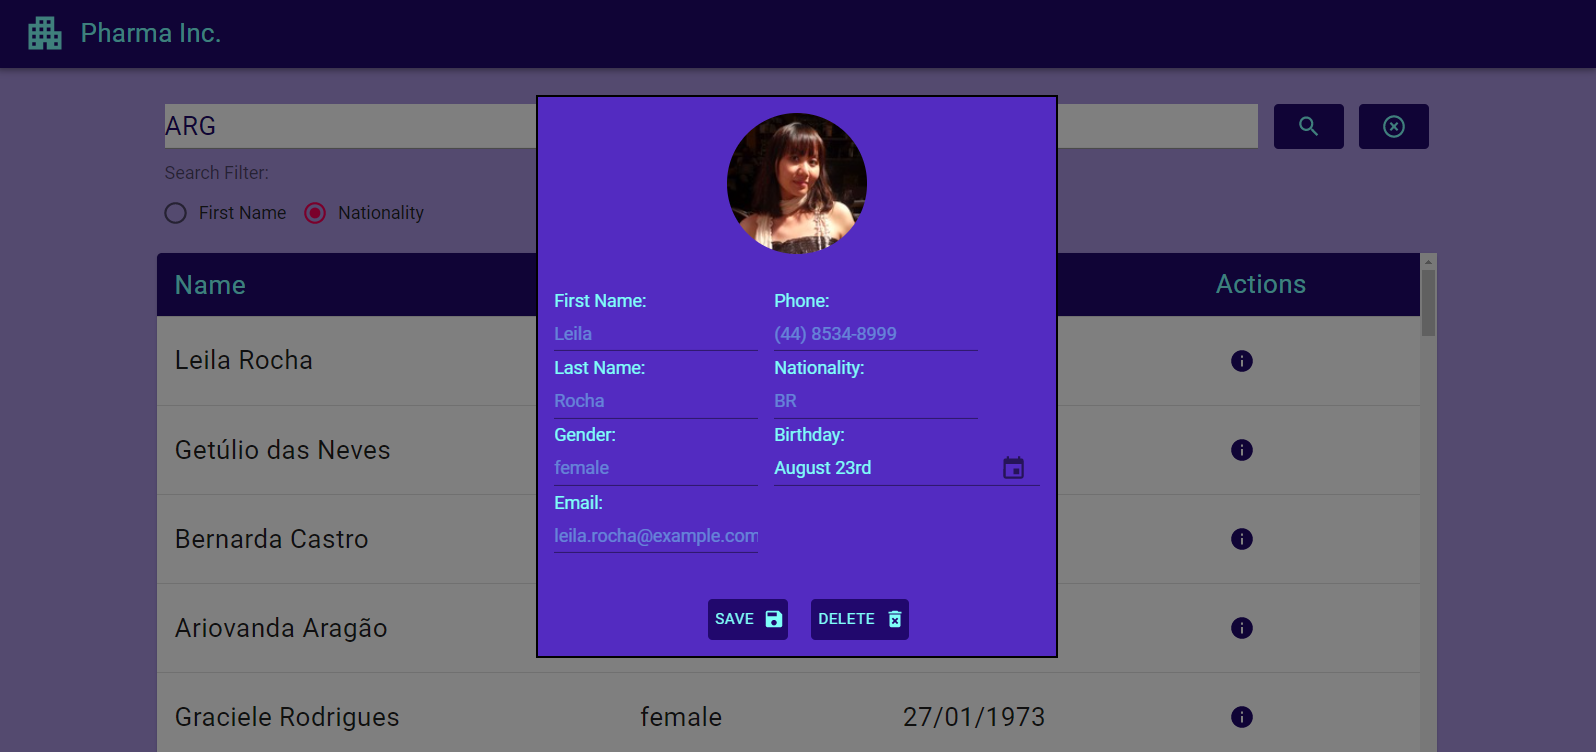 Pharma Inc.
ARG
Search Filter:
First Name
Nationality
Name
Actions
Leila Rocha
Getúlio das Neves
Bernarda Castro
Ariovanda Aragão
Graciele Rodrigues female 27/01/1973
First Name: Phone:
Leila (44) 8534-8999
Last Name: Nationality:
Rocha BR
Gender: Birthday:
female August 23rd
Email:
leila.rocha@example.com
SAVE DELETE